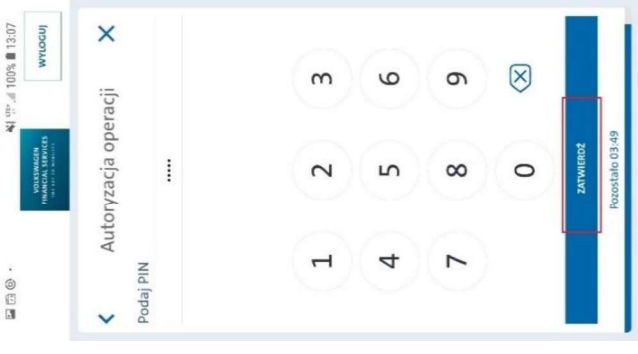 100% 13:07
VOLKSWAGEN
FINANCIAL SERVICES
WYLOGUJ
Autoryzacja operacji
Podaj PIN
•••••
1 2 3
4 5 6
7 8 9
0
ZATWIERDŹ
Pozostało 03:49